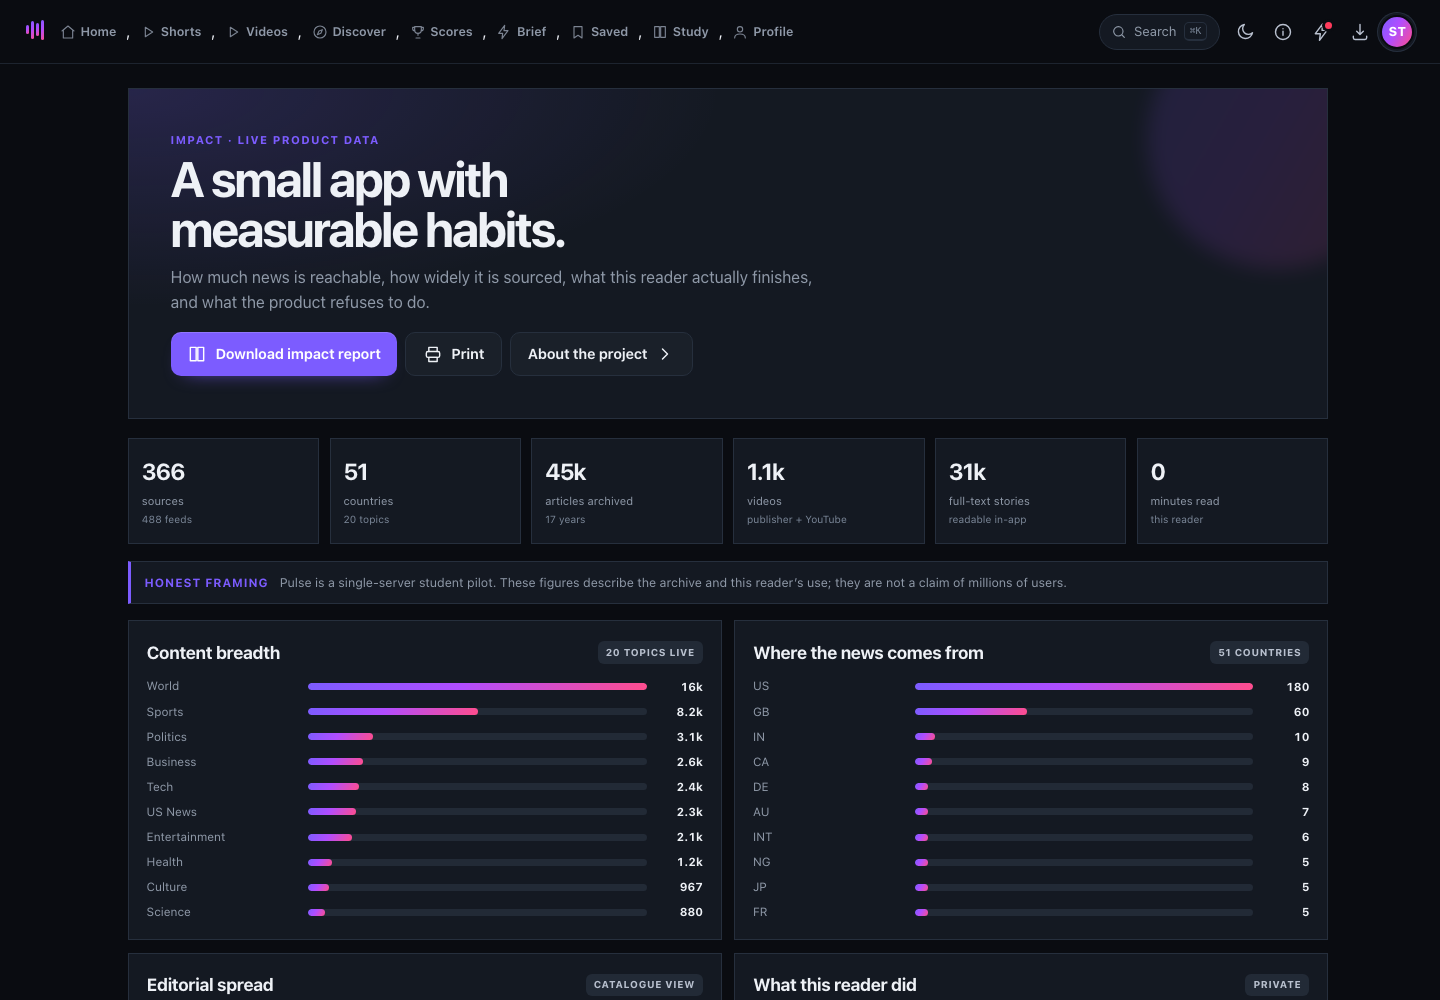 Home , Shorts , Videos , Discover , Scores , Brief , Saved , Study , Profile Search ⌘K ST
IMPACT · LIVE PRODUCT DATA
A small app with
measurable habits.
How much news is reachable, how widely it is sourced, what this reader actually finishes,
and what the product refuses to do.
Download impact report Print About the project
366
sources
488 feeds
51
countries
20 topics
45k
articles archived
17 years
1.1k
videos
publisher + YouTube
31k
full-text stories
readable in-app
0
minutes read
this reader
HONEST FRAMING Pulse is a single-server student pilot. These figures describe the archive and this reader's use; they are not a claim of millions of users.
Content breadth 20 TOPICS LIVE
World 16k
Sports 8.2k
Politics 3.1k
Business 2.6k
Tech 2.4k
US News 2.3k
Entertainment 2.1k
Health 1.2k
Culture 967
Science 880
Where the news comes from 51 COUNTRIES
US 180
GB 60
IN 10
CA 9
DE 8
AU 7
INT 6
NG 5
JP 5
FR 5
Editorial spread CATALOGUE VIEW
What this reader did PRIVATE